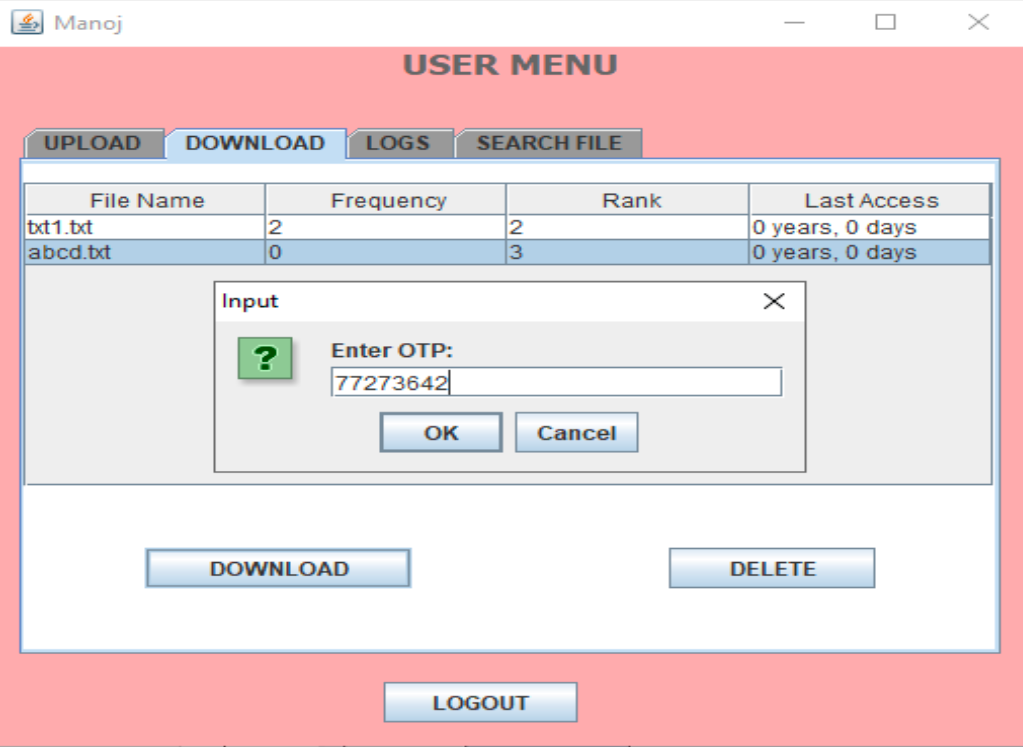 Manoj
USER MENU
UPLOAD DOWNLOAD LOGS SEARCH FILE
File Name Frequency Rank Last Access
txt1.txt 2 2 0 years, 0 days
abcd.txt 0 3 0 years, 0 days
Input
?
Enter OTP:
77273642
OK Cancel
DOWNLOAD DELETE
LOGOUT